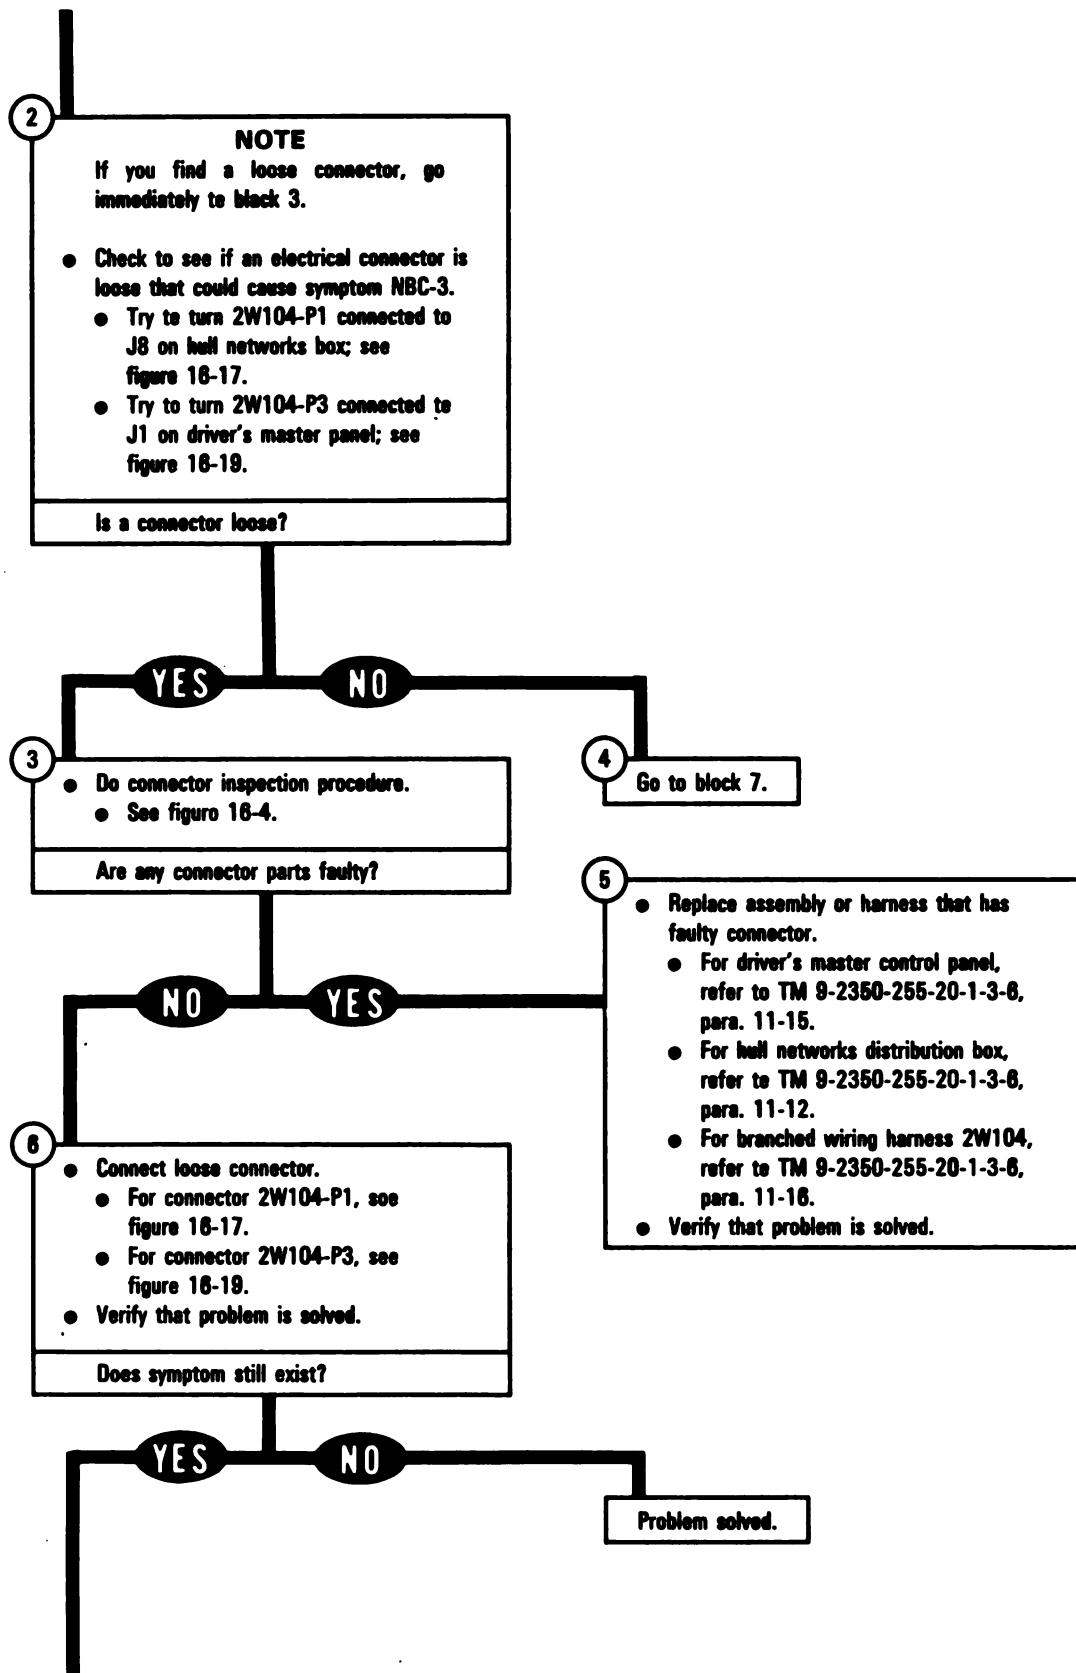 2
NOTE
If you find a loose connector, go
immediately te black 3.
● Check to see if an electrical connector is
loose that could cause symptom NBC-3.
● Try te turn 2W104-P1 connected to
J8 on hull networks box; see
figure 16-17.
● Try to turn 2W104-P3 connected te
J1 on driver's master panel; see
figure 16-19.
Is a connector loose?
YES
NO
3
● Do connector inspection procedure.
● See figuro 16-4.
Are any connector parts faulty?
4
Go to block 7.
NO
YES
5
● Replace assembly or harness that has
faulty connector.
● For driver's master control panel,
refer to TM 9-2350-255-20-1-3-6,
para. 11-15.
● For hull networks distribution box,
refer te TM 9-2350-255-20-1-3-6,
para. 11-12.
● For branched wiring harness 2W104,
refer te TM 9-2350-255-20-1-3-6,
para. 11-16.
● Verify that problem is solved.
6
● Connect loose connector.
● For connector 2W104-P1, soe
figure 16-17.
● For connector 2W104-P3, see
figure 16-19.
● Verify that problem is solved.
Does symptom still exist?
YES
NO
Problem solved.